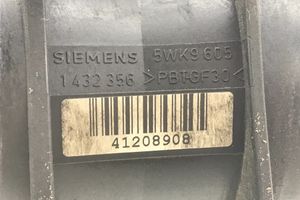 SIEMENS 5WK9 605
1 432 356 >PBT-GF30<
41208908